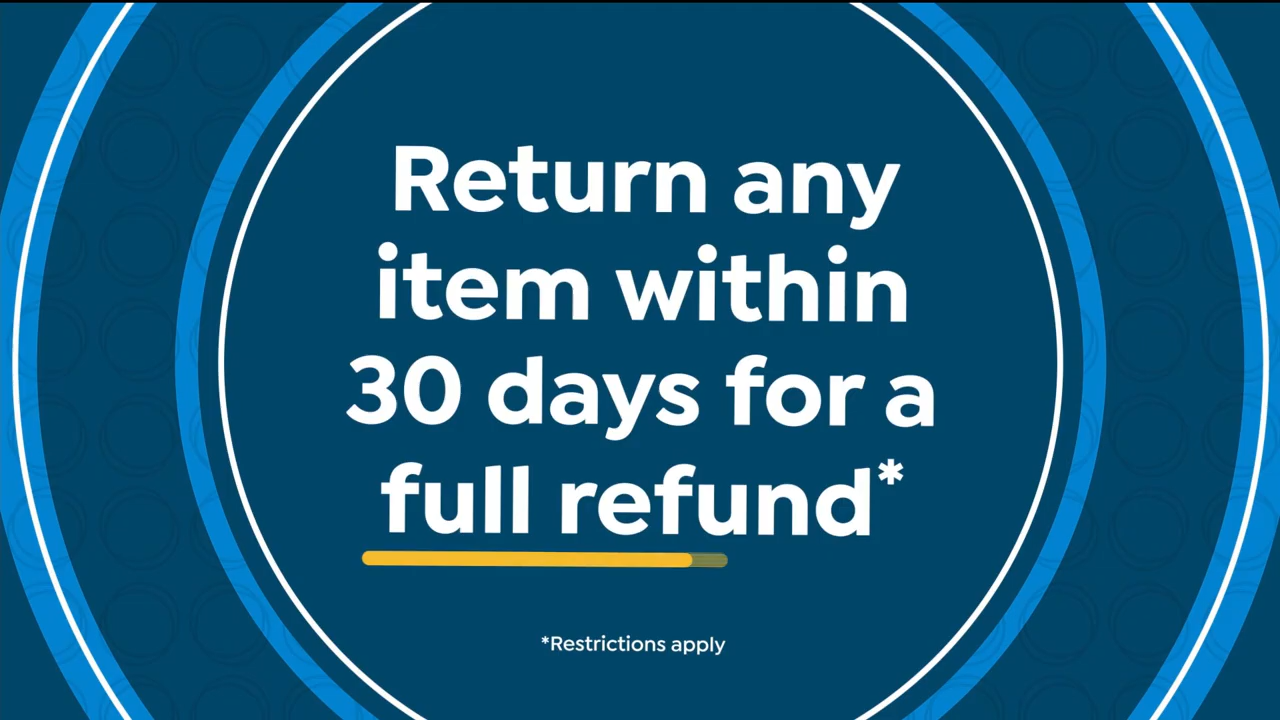 Return any
item within
30 days for a
full refund*
*Restrictions apply